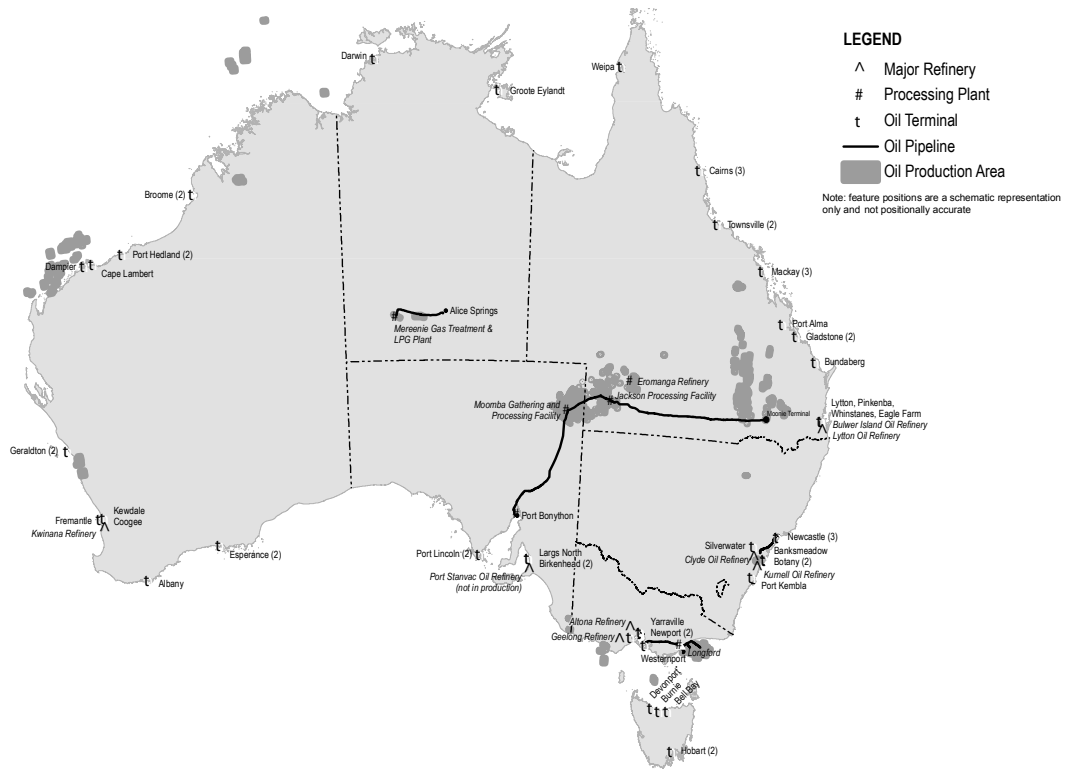 LEGEND
^ Major Refinery
# Processing Plant
t Oil Terminal
Oil Pipeline
Oil Production Area
Note: feature positions are a schematic representation
only and not positionally accurate
Darwin
Weipa
Groote Eylandt
Cairns (3)
Broome (2)
Townsville (2)
Port Hedland (2)
Dampier
Cape Lambert
Mackay (3)
Alice Springs
Mereenie Gas Treatment &
LPG Plant
Port Alma
Gladstone (2)
Bundaberg
Eromanga Refinery
Jackson Processing Facility
Moomba Gathering and
Processing Facility
Moonie Terminal
Lytton, Pinkenba,
Whinstanes, Eagle Farm
Bulwer Island Oil Refinery
Lytton Oil Refinery
Geraldton (2)
Fremantle
Kewdale
Coogee
Kwinana Refinery
Port Bonython
Esperance (2)
Albany
Port Lincoln (2)
Largs North
Birkenhead (2)
Port Stanvac Oil Refinery
(not in production)
Newcastle (3)
Silverwater
Banksmeadow
Clyde Oil Refinery
Botany (2)
Kurnell Oil Refinery
Port Kembla
Altona Refinery
Yarraville
Geelong Refinery
Newport (2)
Westernport
Longford
Devonport
Burnie
Bell Bay
Hobart (2)